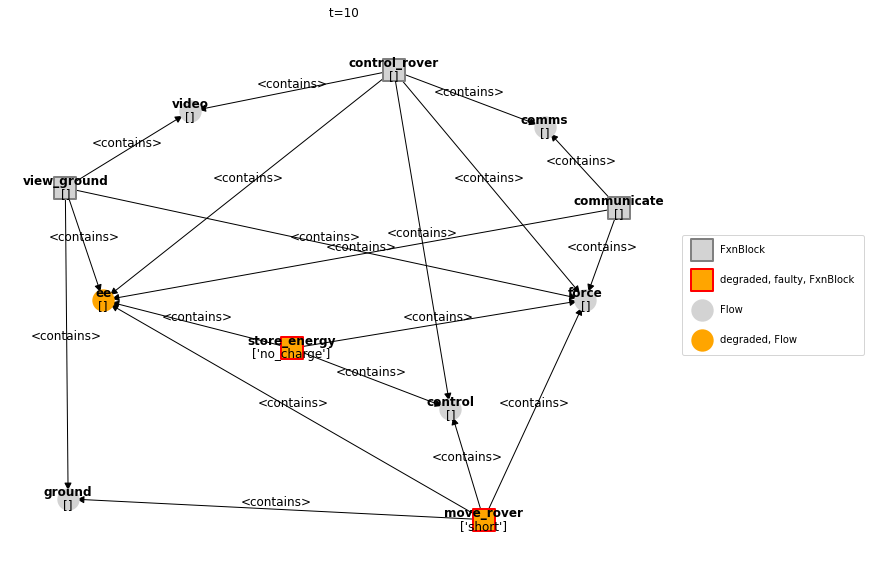 t=10
control_rover
[]
<contains>
<contains>
video
[]
comms
[]
<contains>
<contains>
view_ground
[]
<contains>
<contains>
communicate
[]
<contains>
<contains>
<contains>
<contains>
<contains>
<contains>
FxnBlock
degraded, faulty, FxnBlock
Flow
degraded, Flow
ee
[]
force
[]
<contains>
<contains>
<contains>
store_energy
['no_charge']
<contains>
control
[]
<contains>
<contains>
<contains>
ground
[]
<contains>
move_rover
['short']